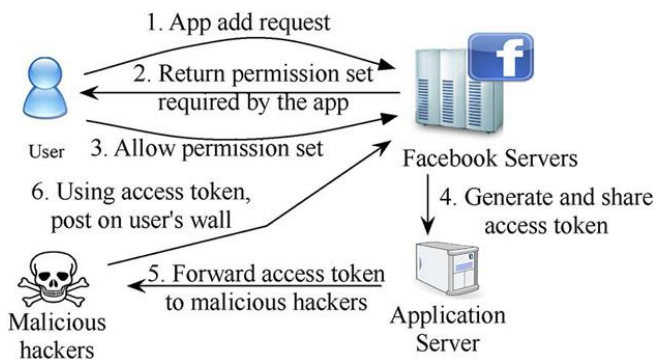 1. App add request
2. Return permission set
required by the app
f
User
3. Allow permission set
Facebook Servers
6. Using access token,
post on user's wall
4. Generate and share
access token
5. Forward access token
to malicious hackers
Malicious
hackers
Application
Server